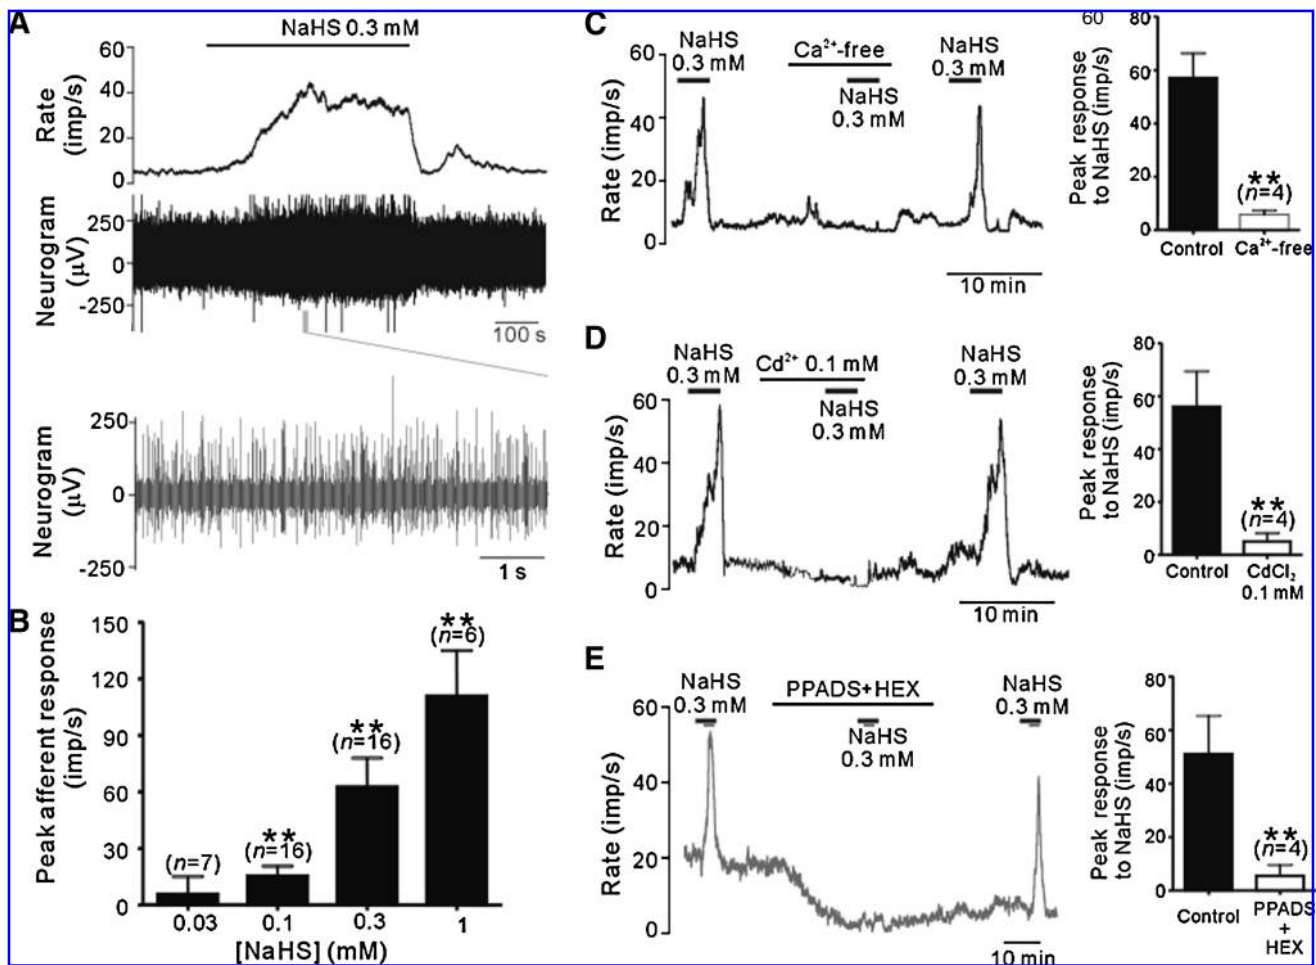 A
NaHS 0.3 mM
60
40
20
0
Rate
(imp/s)
250
0
-250
Neurogram
(μV)
100 s
250
0
-250
Neurogram
(μV)
1 s
B
150
120
90
60
30
0
Peak afferent response
(imp/s)
(n=7)
**
(n=16)
**
(n=16)
**
(n=6)
0.03 0.1 0.3 1
[NaHS] (mM)
C
NaHS
0.3 mM
Ca²⁺-free
NaHS
0.3 mM
NaHS
0.3 mM
60
40
20
0
Rate (imp/s)
10 min
60
80
60
40
20
0
Peak response
to NaHS (imp/s)
**
(n=4)
Control Ca²⁺-free
D
NaHS
0.3 mM
Cd²⁺ 0.1 mM
NaHS
0.3 mM
NaHS
0.3 mM
60
40
20
0
Rate (imp/s)
10 min
80
60
40
20
0
Peak response
to NaHS (imp/s)
**
(n=4)
Control CdCl₂
0.1 mM
E
NaHS
0.3 mM
PPADS+HEX
NaHS
0.3 mM
NaHS
0.3 mM
60
40
20
0
Rate (imp/s)
10 min
80
60
40
20
0
Peak response
to NaHS (imp/s)
**
(n=4)
Control PPADS
+
HEX